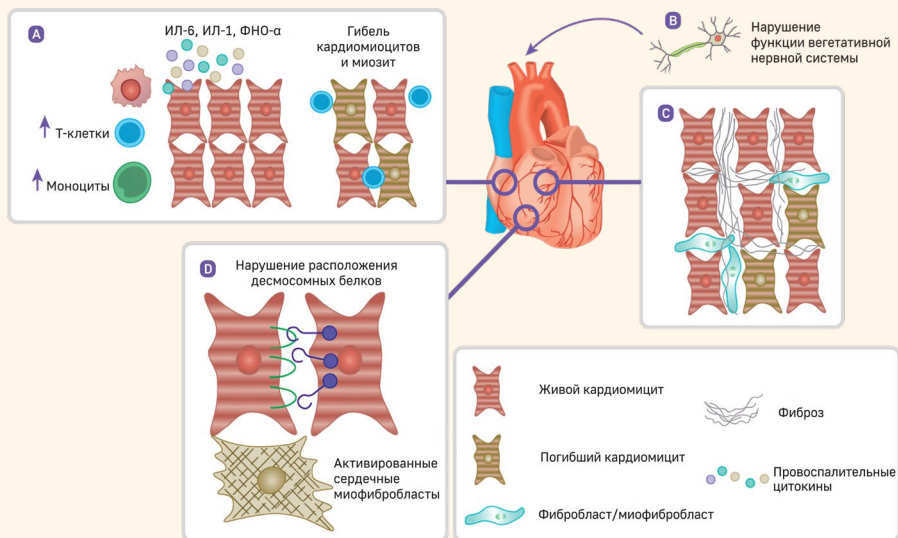 A
ИЛ-6, ИЛ-1, ФНО-α
Гибель
кардиомиоцитов
и миозит
Т-клетки
Моноциты
B
Нарушение
функции вегетативной
нервной системы
C
D
Нарушение расположения
десмосомных белков
Активированные
сердечные
миофибробласты
Живой кардиомицит
Погибший кардиомицит
Фибробласт/миофибробласт
Фиброз
Провоспалительные
цитокины